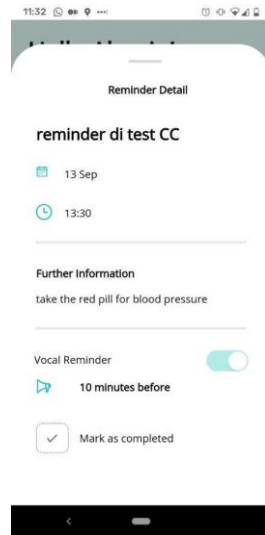 11:32
Reminder Detail
reminder di test CC
13 Sep
13:30
Further Information
take the red pill for blood pressure
Vocal Reminder
10 minutes before
Mark as completed